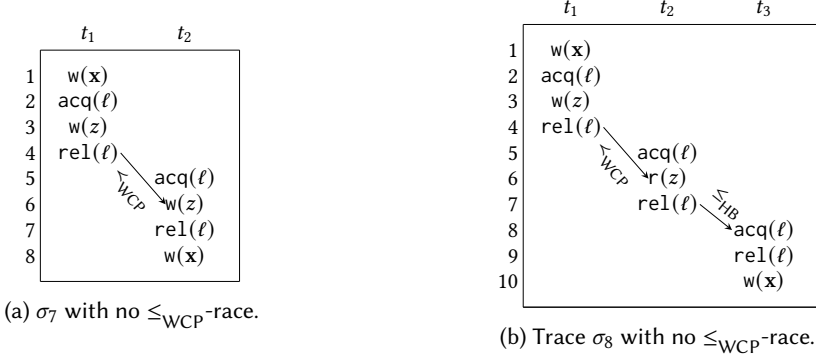 t₁ t₂
1 w(x)
2 acq(ℓ)
3 w(z)
4 rel(ℓ)
5 acq(ℓ)
6 w(z)
7 rel(ℓ)
8 w(x)
≺WCP
(a) σ₇ with no ≤WCP-race.
t₁ t₂ t₃
1 w(x)
2 acq(ℓ)
3 w(z)
4 rel(ℓ)
5 acq(ℓ)
6 r(z)
7 rel(ℓ)
8 acq(ℓ)
9 rel(ℓ)
10 w(x)
≺WCP
≤HB
(b) Trace σ₈ with no ≤WCP-race.